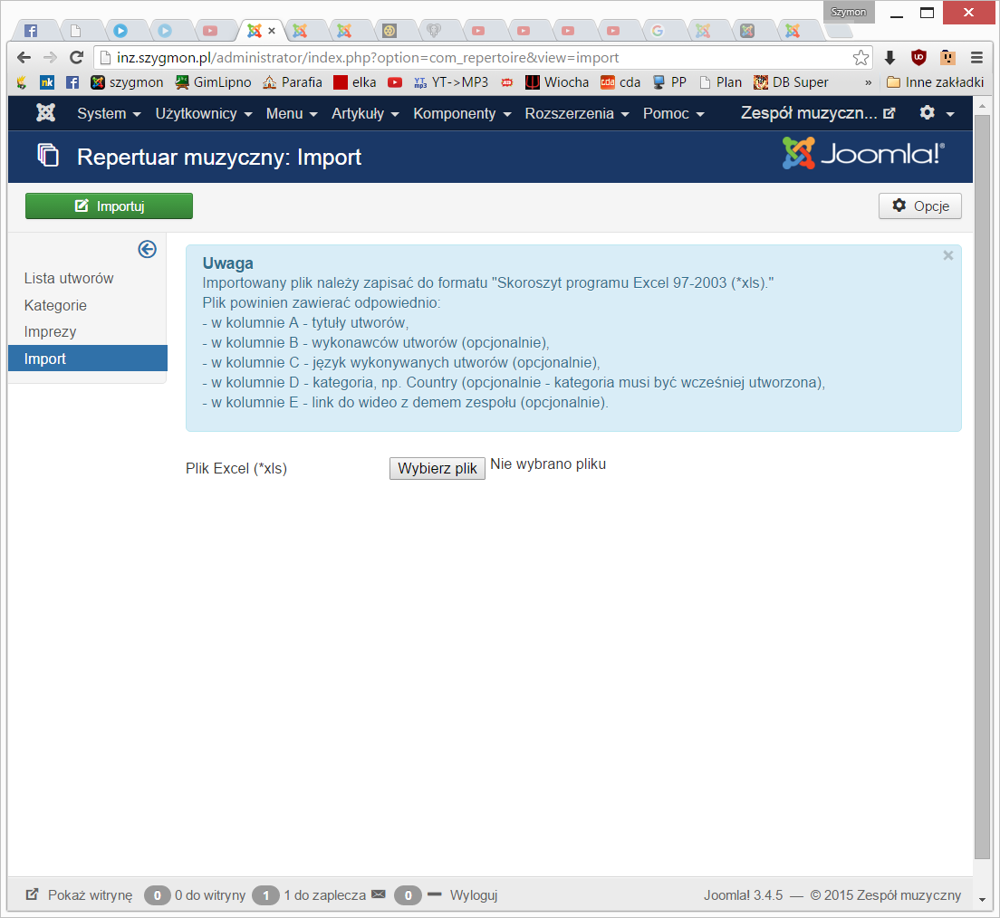 Szymon
inz.szygmon.pl/administrator/index.php?option=com_repertoire&view=import
nk szygmon GimLipno Parafia elka YT mp3 YT->MP3 Wiocha cda cda PP Plan DB Super » Inne zakładki
System Użytkownicy Menu Artykuły Komponenty Rozszerzenia Pomoc Zespół muzyczn...
Repertuar muzyczny: Import Joomla!®
Importuj Opcje
Uwaga
Importowany plik należy zapisać do formatu "Skoroszyt programu Excel 97-2003 (*xls)."
Plik powinien zawierać odpowiednio:
- w kolumnie A - tytuły utworów,
- w kolumnie B - wykonawców utworów (opcjonalnie),
- w kolumnie C - język wykonywanych utworów (opcjonalnie),
- w kolumnie D - kategoria, np. Country (opcjonalnie - kategoria musi być wcześniej utworzona),
- w kolumnie E - link do wideo z demem zespołu (opcjonalnie).
Lista utworów
Kategorie
Imprezy
Import
Plik Excel (*xls) Wybierz plik Nie wybrano pliku
Pokaż witrynę 0 0 do witryny 1 1 do zaplecza 0 Wyloguj Joomla! 3.4.5 — © 2015 Zespół muzyczny